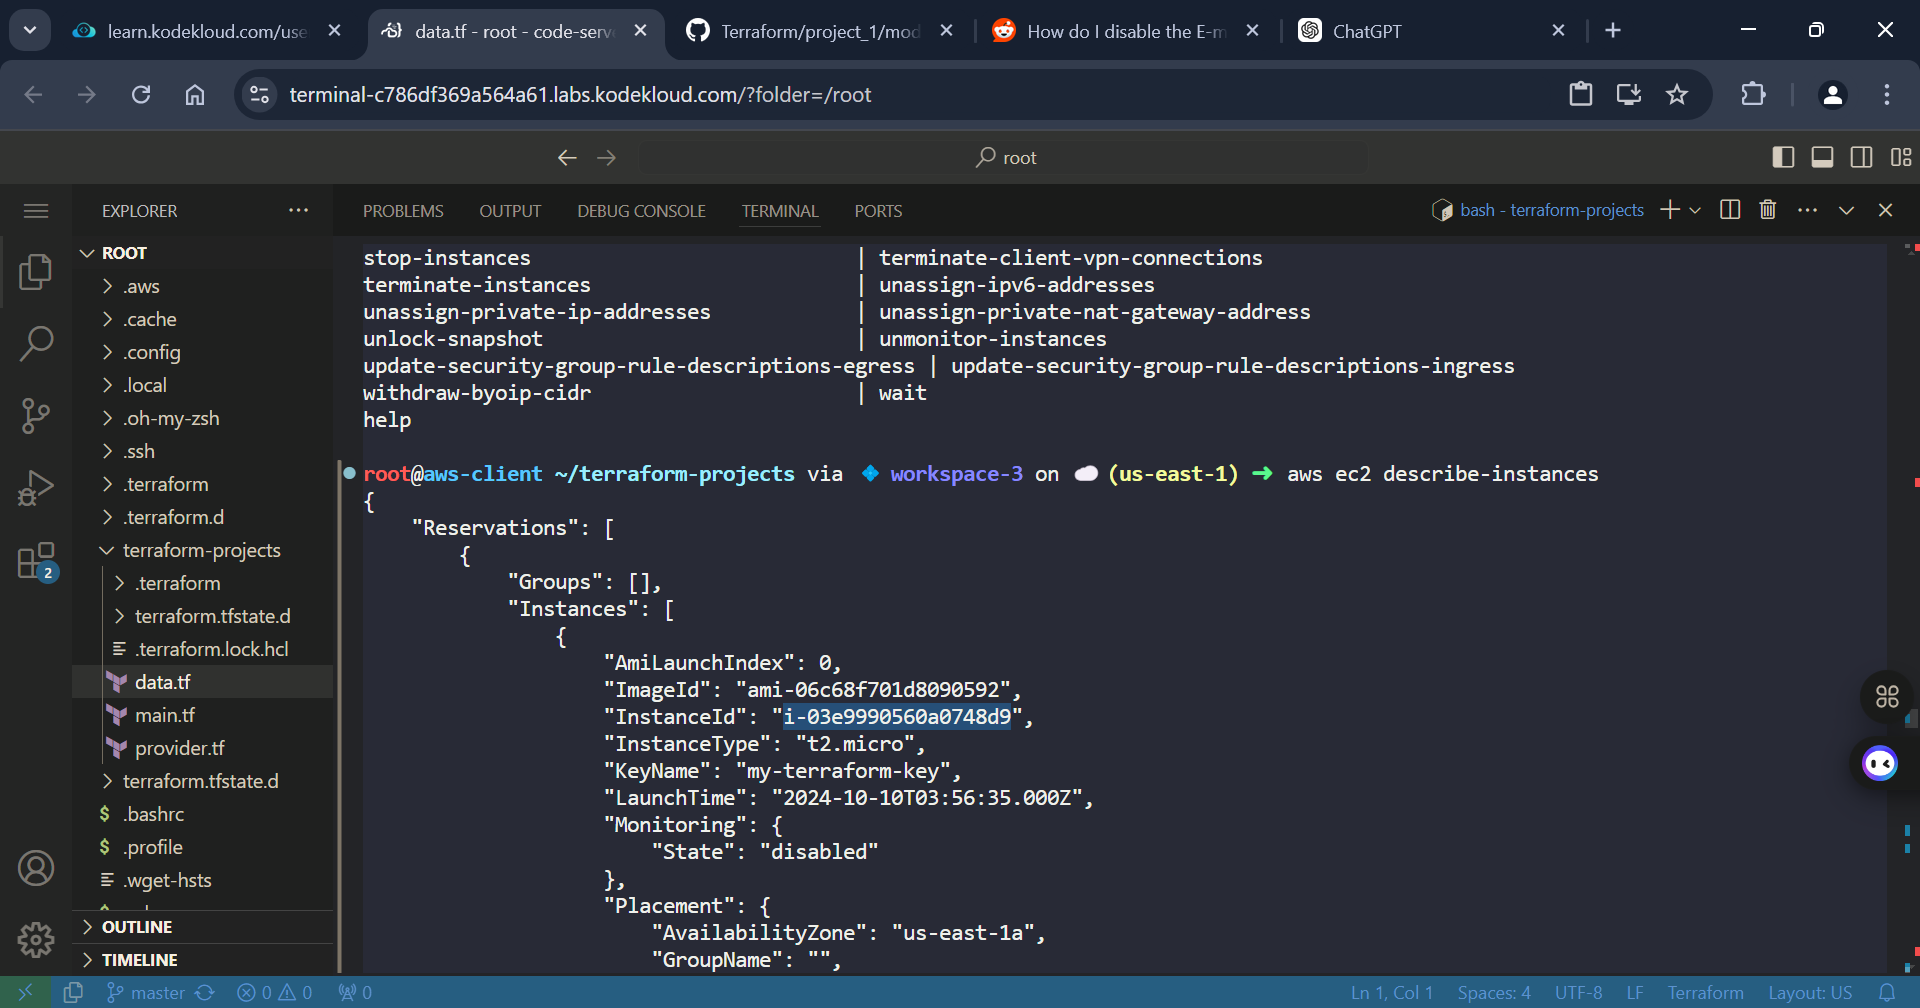 learn.kodekloud.com/use
data.tf - root - code-serv
Terraform/project_1/mod
How do I disable the E-m
ChatGPT
terminal-c786df369a564a61.labs.kodekloud.com/?folder=/root
root
EXPLORER
PROBLEMS OUTPUT DEBUG CONSOLE TERMINAL PORTS
bash - terraform-projects
ROOT
.aws
.cache
.config
.local
.oh-my-zsh
.ssh
.terraform
.terraform.d
terraform-projects
.terraform
terraform.tfstate.d
.terraform.lock.hcl
data.tf
main.tf
provider.tf
terraform.tfstate.d
$ .bashrc
$ .profile
.wget-hsts
OUTLINE
TIMELINE
2
stop-instances | terminate-client-vpn-connections
terminate-instances | unassign-ipv6-addresses
unassign-private-ip-addresses | unassign-private-nat-gateway-address
unlock-snapshot | unmonitor-instances
update-security-group-rule-descriptions-egress | update-security-group-rule-descriptions-ingress
withdraw-byoip-cidr | wait
help
root@aws-client ~/terraform-projects via workspace-3 on (us-east-1) ➜ aws ec2 describe-instances
{
"Reservations": [
{
"Groups": [],
"Instances": [
{
"AmiLaunchIndex": 0,
"ImageId": "ami-06c68f701d8090592",
"InstanceId": "i-03e9990560a0748d9",
"InstanceType": "t2.micro",
"KeyName": "my-terraform-key",
"LaunchTime": "2024-10-10T03:56:35.000Z",
"Monitoring": {
"State": "disabled"
},
"Placement": {
"AvailabilityZone": "us-east-1a",
"GroupName": "",
master 0 0 0
Ln 1, Col 1 Spaces: 4 UTF-8 LF Terraform Layout: US